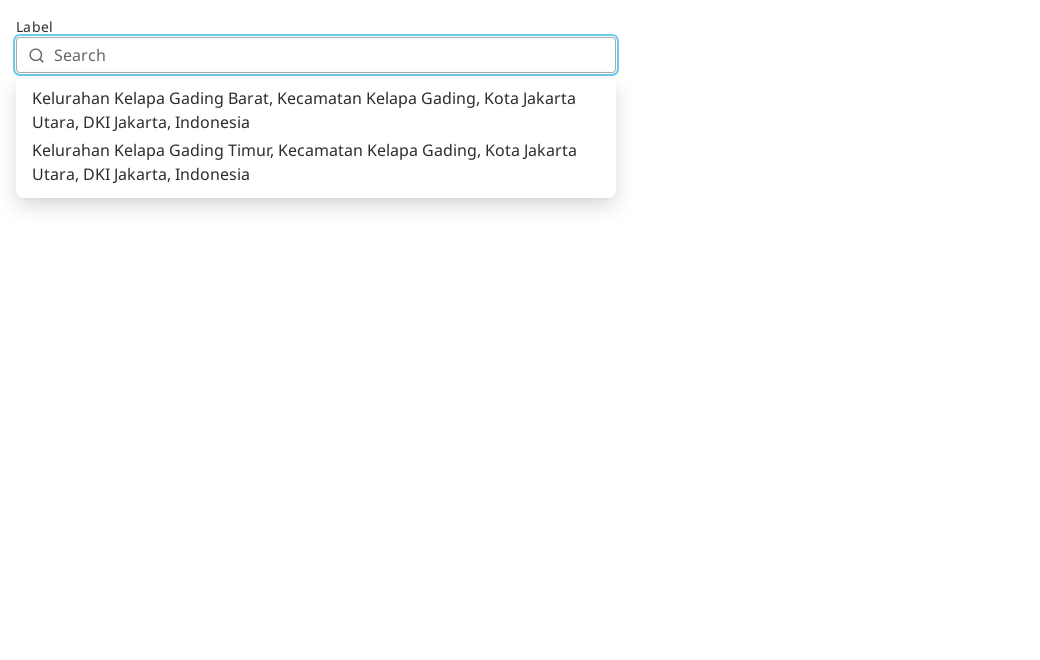 Label
Search
Kelurahan Kelapa Gading Barat, Kecamatan Kelapa Gading, Kota Jakarta
Utara, DKI Jakarta, Indonesia
Kelurahan Kelapa Gading Timur, Kecamatan Kelapa Gading, Kota Jakarta
Utara, DKI Jakarta, Indonesia